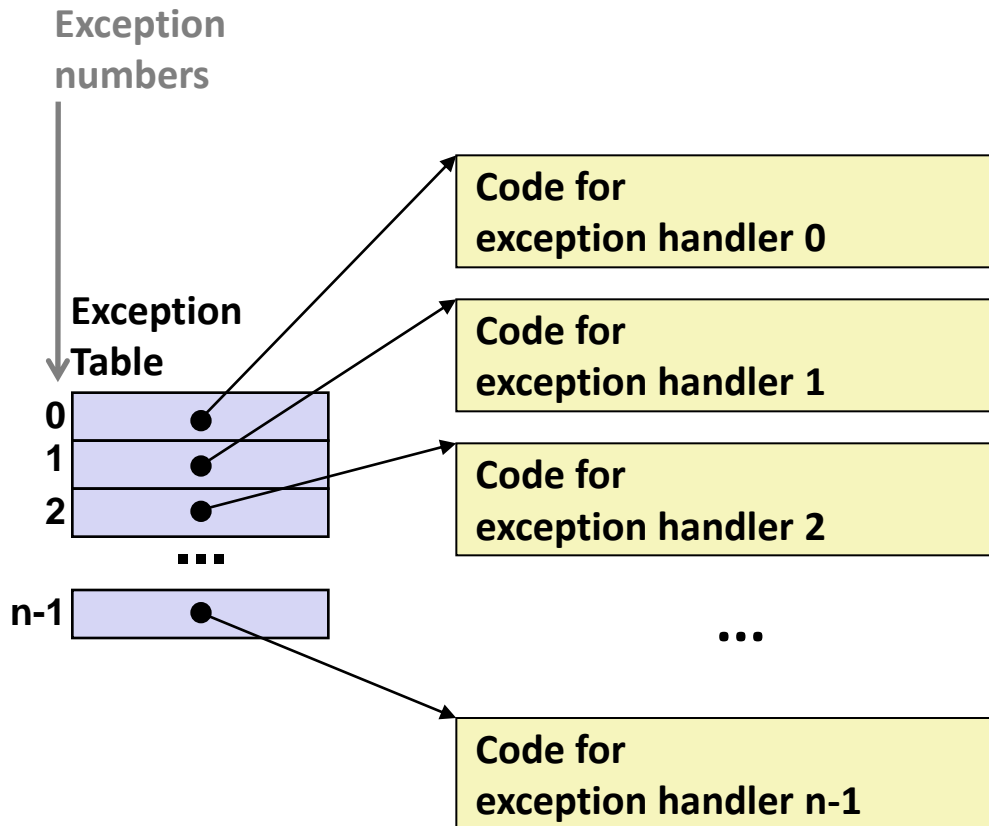 Exception
numbers
Code for
exception handler 0
Exception
Table
Code for
exception handler 1
0
1
2
...
n-1
Code for
exception handler 2
...
Code for
exception handler n-1